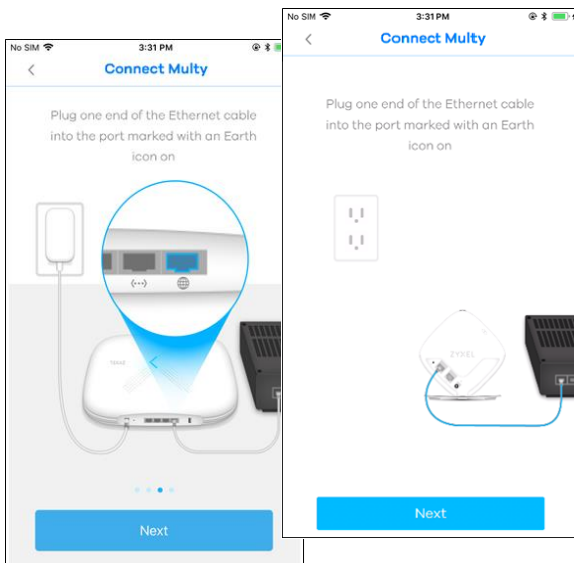 No SIM 3:31 PM
Connect Multy
Plug one end of the Ethernet cable
into the port marked with an Earth
icon on
Next
No SIM 3:31 PM
Connect Multy
Plug one end of the Ethernet cable
into the port marked with an Earth
icon on
ZYXEL
Next